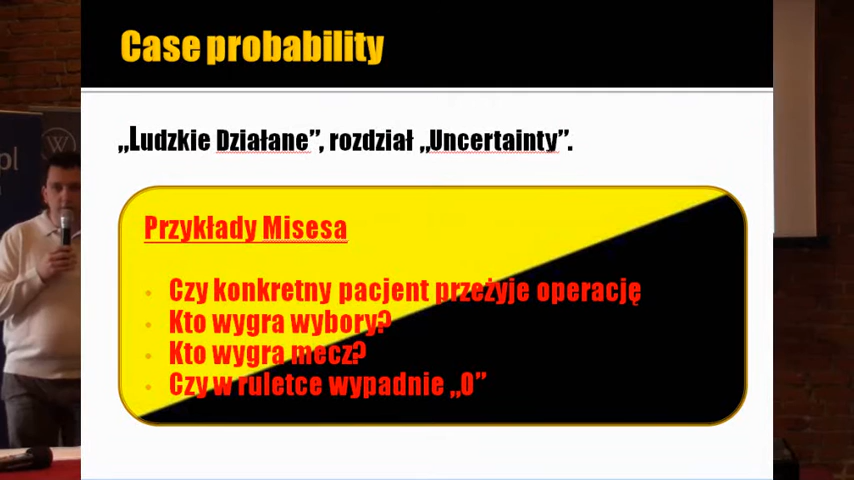 Case probability
„Ludzkie Działane”, rozdział „Uncertainty”.
Przykłady Misesa
Czy konkretny pacjent przeżyje operację
Kto wygra wybory?
Kto wygra mecz?
Czy w ruletce wypadnie „0”
pl
W